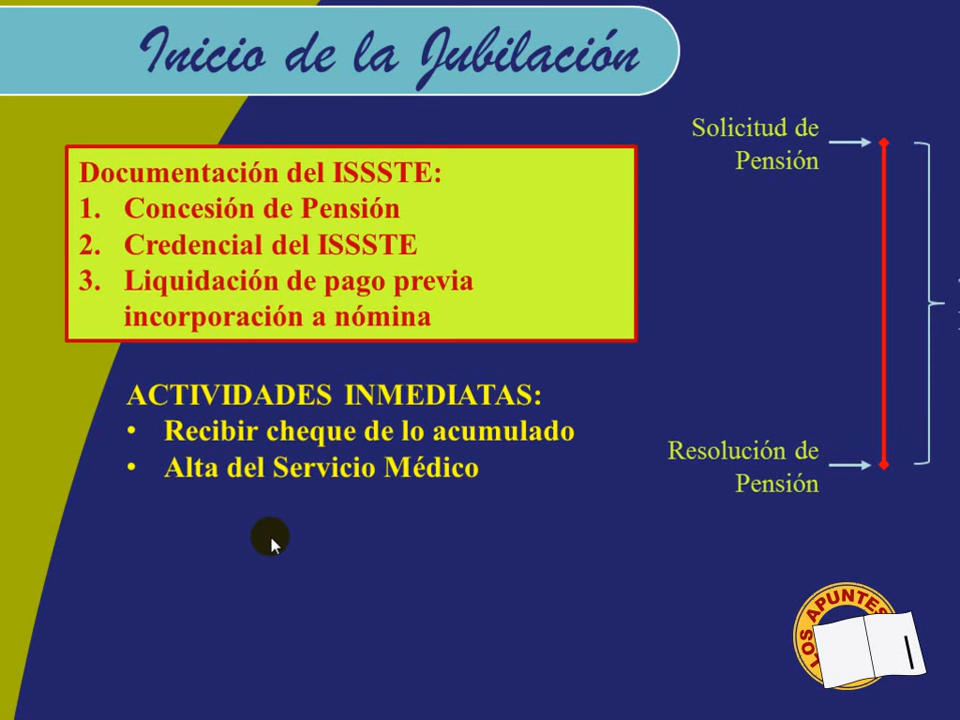 Inicio de la Jubilación
Documentación del ISSSTE:
1. Concesión de Pensión
2. Credencial del ISSSTE
3. Liquidación de pago previa
incorporación a nómina
ACTIVIDADES INMEDIATAS:
• Recibir cheque de lo acumulado
• Alta del Servicio Médico
Solicitud de
Pensión
Resolución de
Pensión
LOS APUNTES